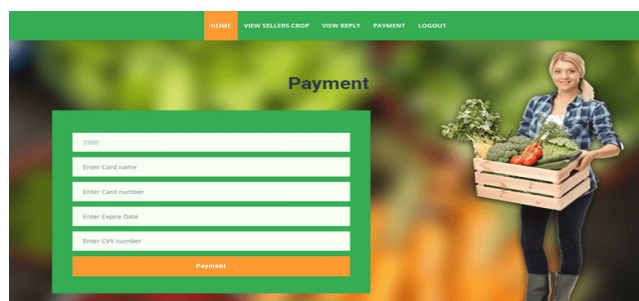 HOME VIEW SELLERS CROP VIEW REPLY PAYMENT LOGOUT
Payment
2500
Enter Card name
Enter Card number
Enter Expire Date
Enter CVV number
Payment